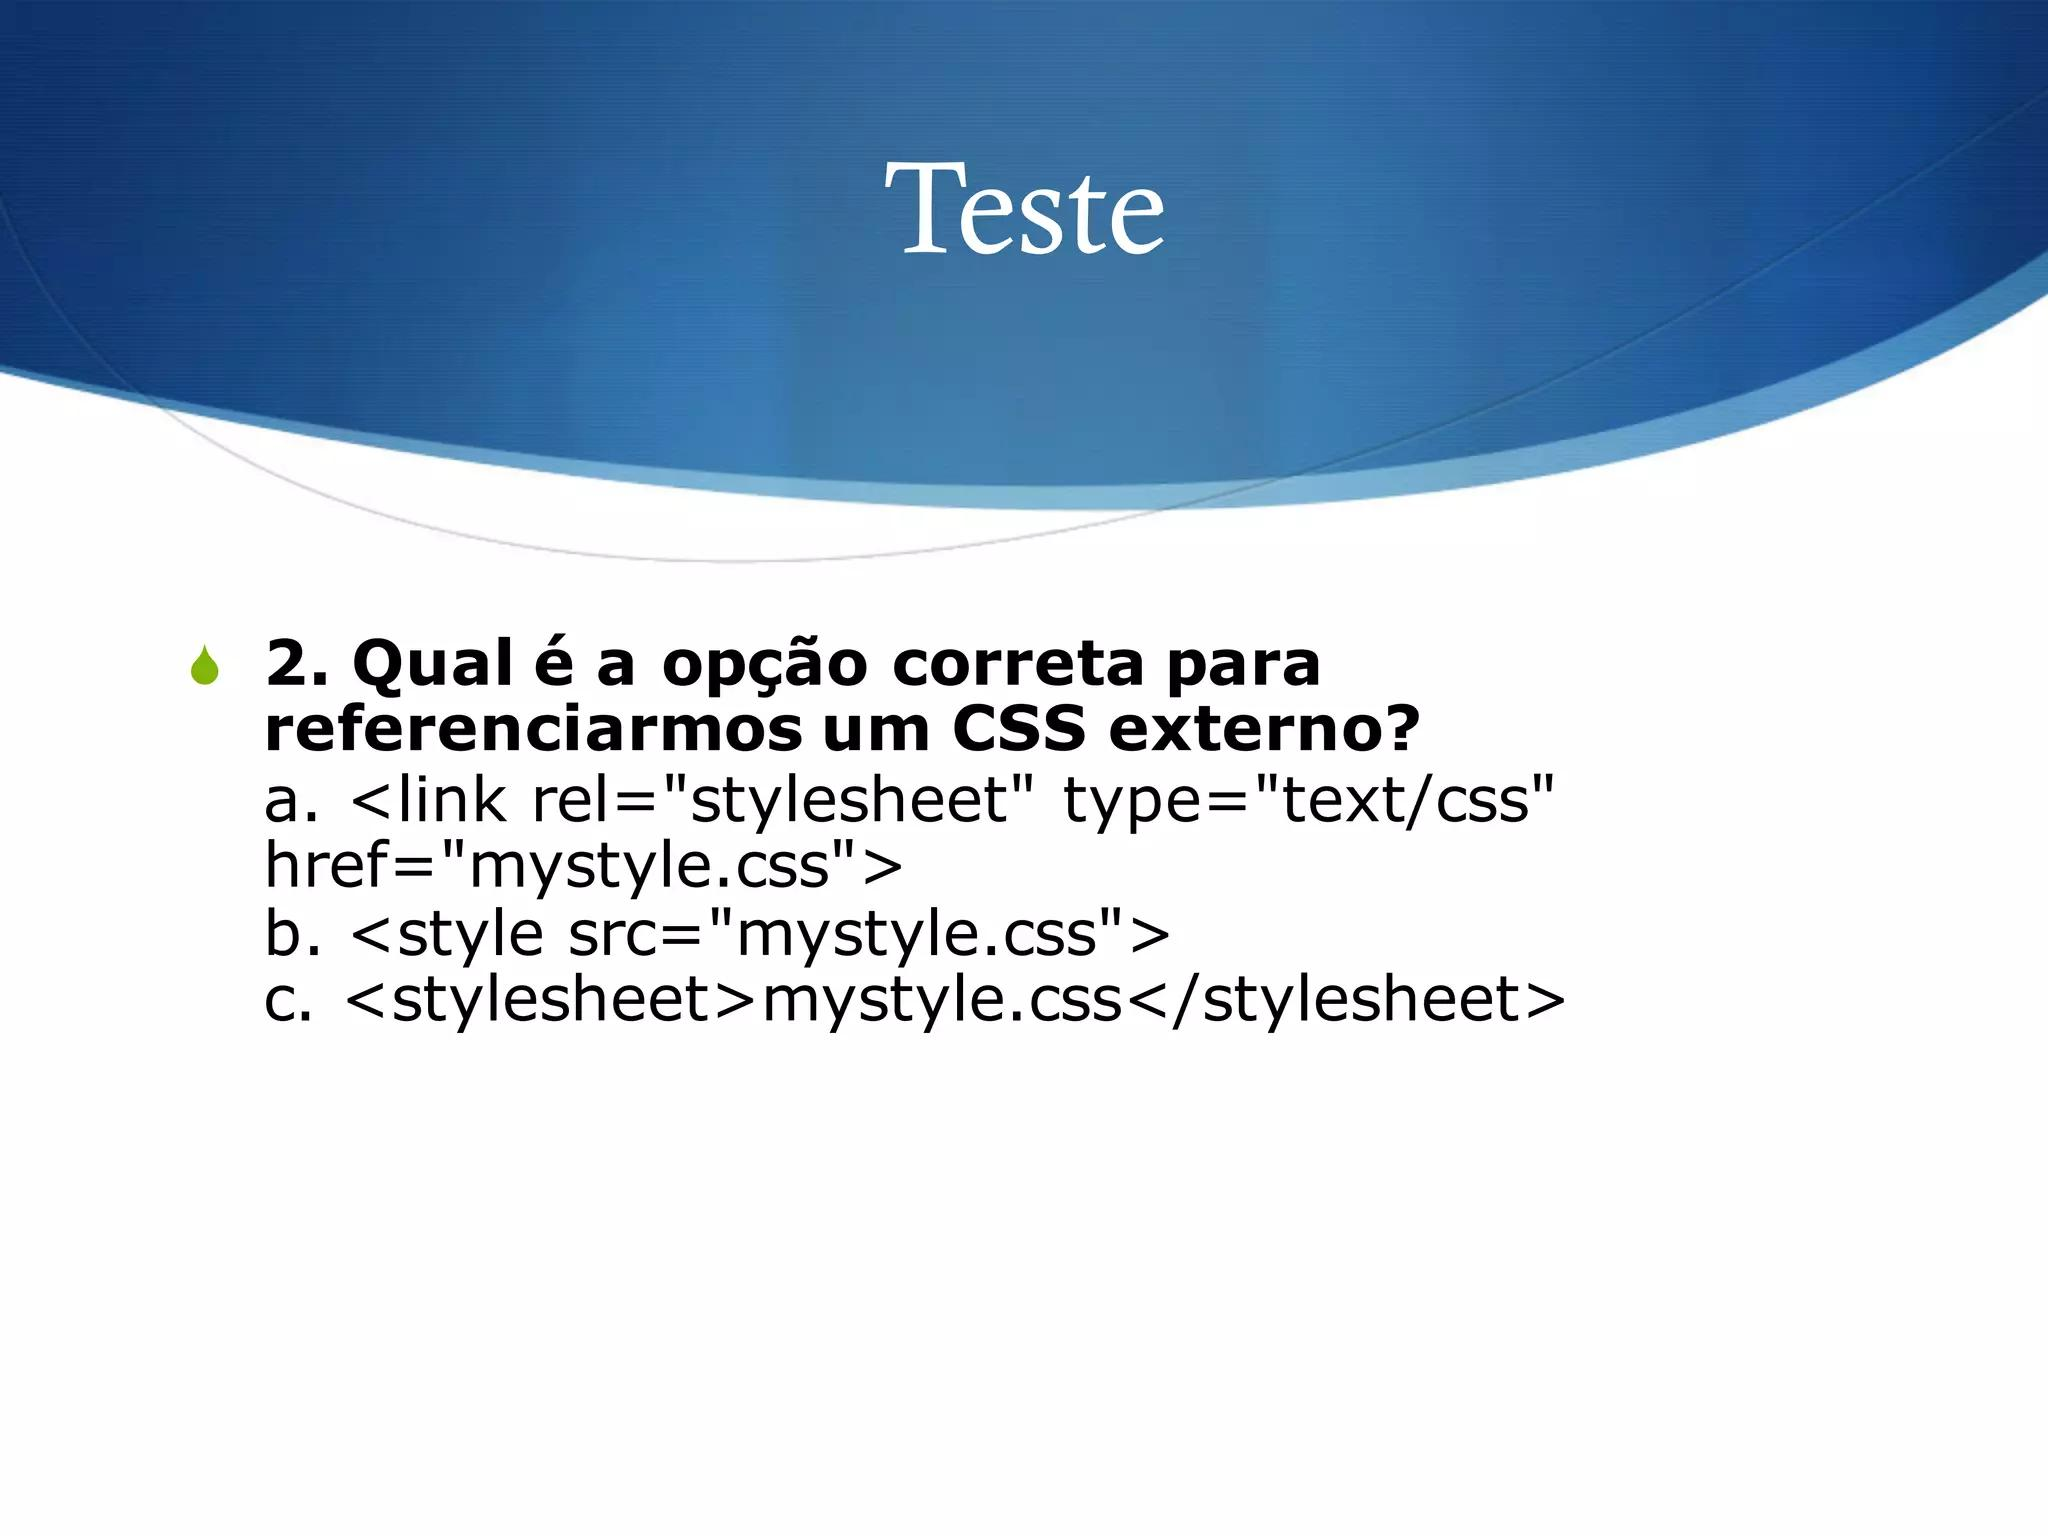 Teste
2. Qual é a opção correta para
referenciarmos um CSS externo?
a. <link rel="stylesheet" type="text/css"
href="mystyle.css">
b. <style src="mystyle.css">
c. <stylesheet>mystyle.css</stylesheet>